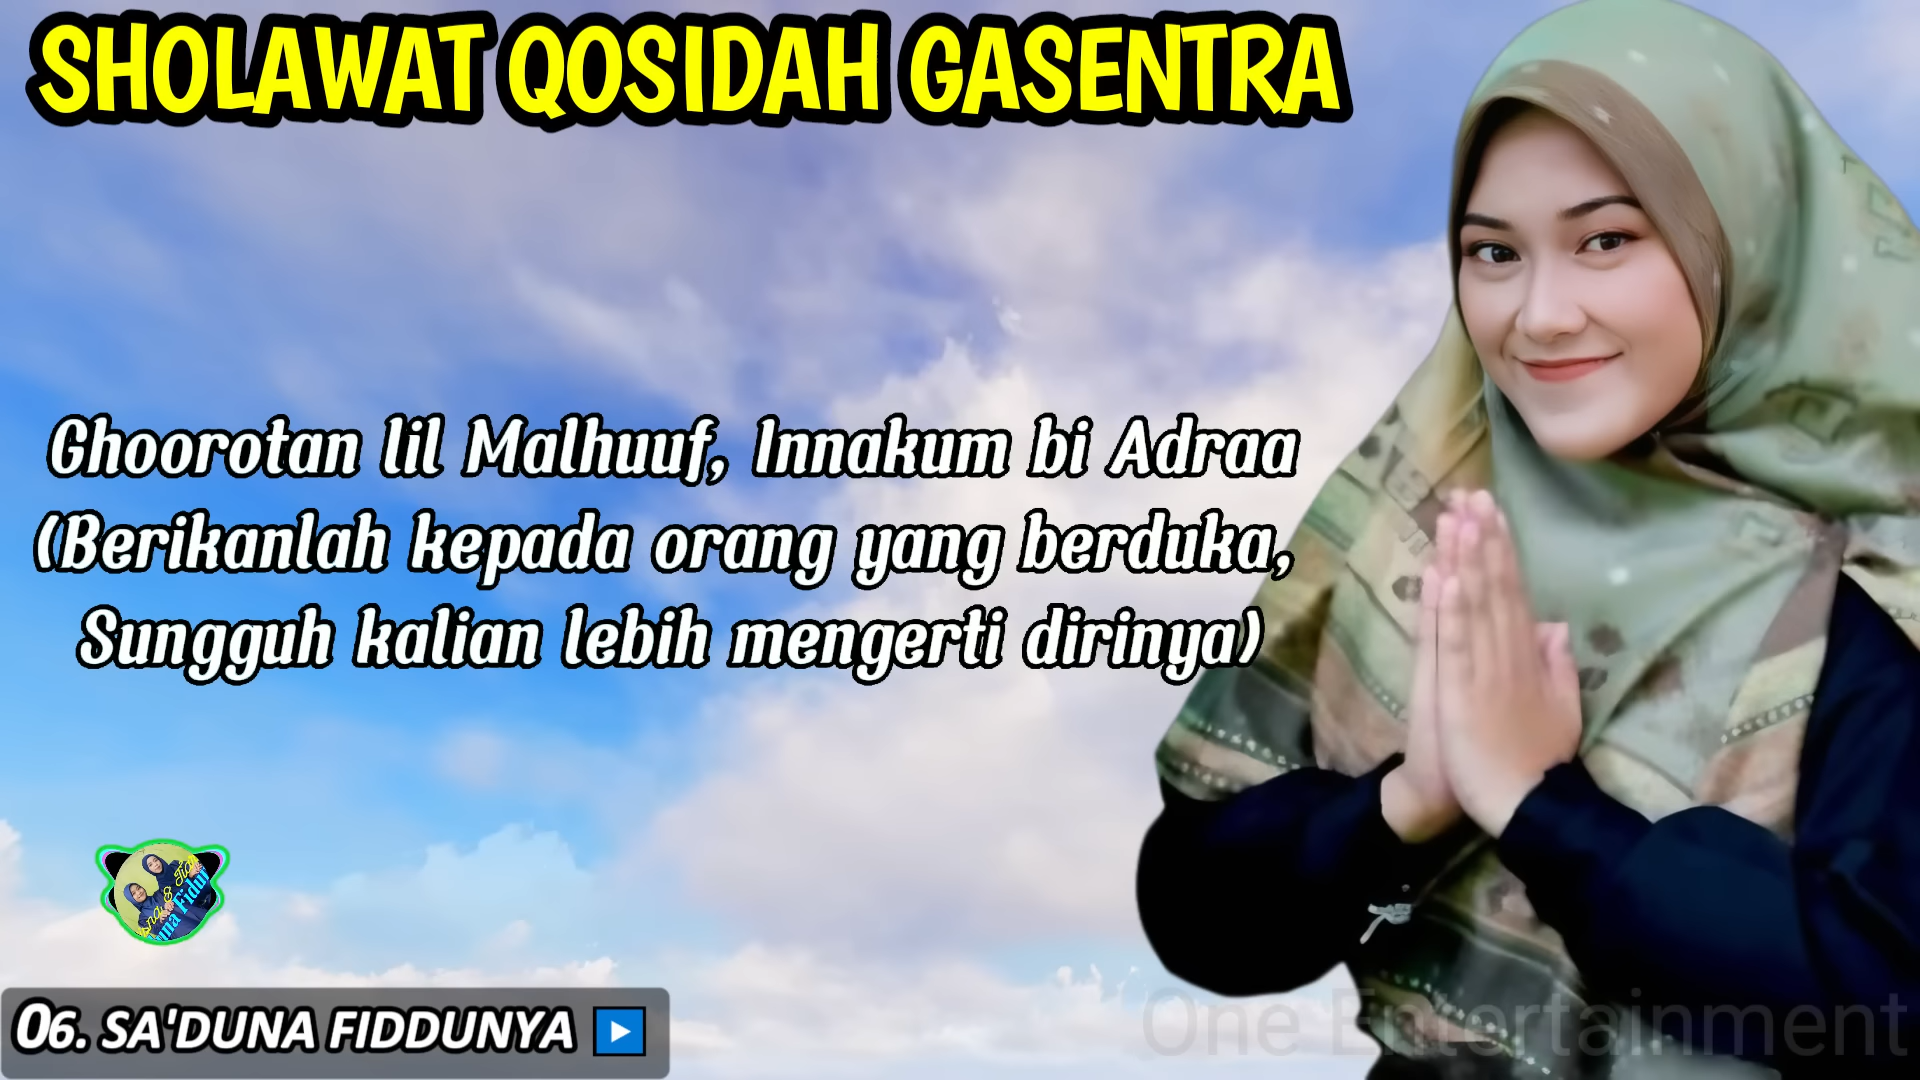 SHOLAWAT QOSIDAH GASENTRA
Ghoorotan lil Malhuuf, Innakum bi Adraa
(Berikanlah kepada orang yang berduka,
Sungguh kalian lebih mengerti dirinya)
06. SA'DUNA FIDDUNYA
One Entertainment